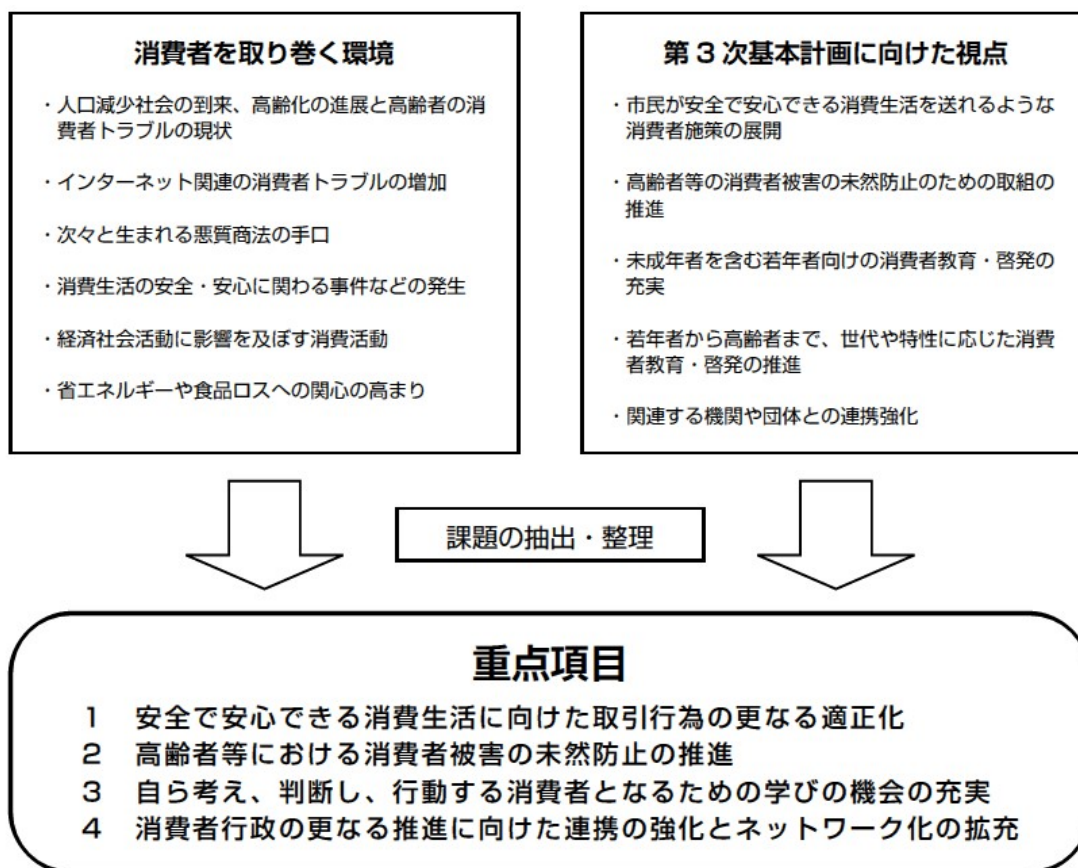 消費者を取り巻く環境
・人口減少社会の到来、高齢化の進展と高齢者の消
費者トラブルの現状
・インターネット関連の消費者トラブルの増加
・次々と生まれる悪質商法の手口
・消費生活の安全・安心に関わる事件などの発生
・経済社会活動に影響を及ぼす消費活動
・省エネルギーや食品ロスへの関心の高まり
第3次基本計画に向けた視点
・市民が安全で安心できる消費生活を送れるような
消費者施策の展開
・高齢者等の消費者被害の未然防止のための取組の
推進
・未成年者を含む若年者向けの消費者教育・啓発の
充実
・若年者から高齢者まで、世代や特性に応じた消費
者教育・啓発の推進
・関連する機関や団体との連携強化
課題の抽出・整理
重点項目
1 安全で安心できる消費生活に向けた取引行為の更なる適正化
2 高齢者等における消費者被害の未然防止の推進
3 自ら考え、判断し、行動する消費者となるための学びの機会の充実
4 消費者行政の更なる推進に向けた連携の強化とネットワーク化の拡充